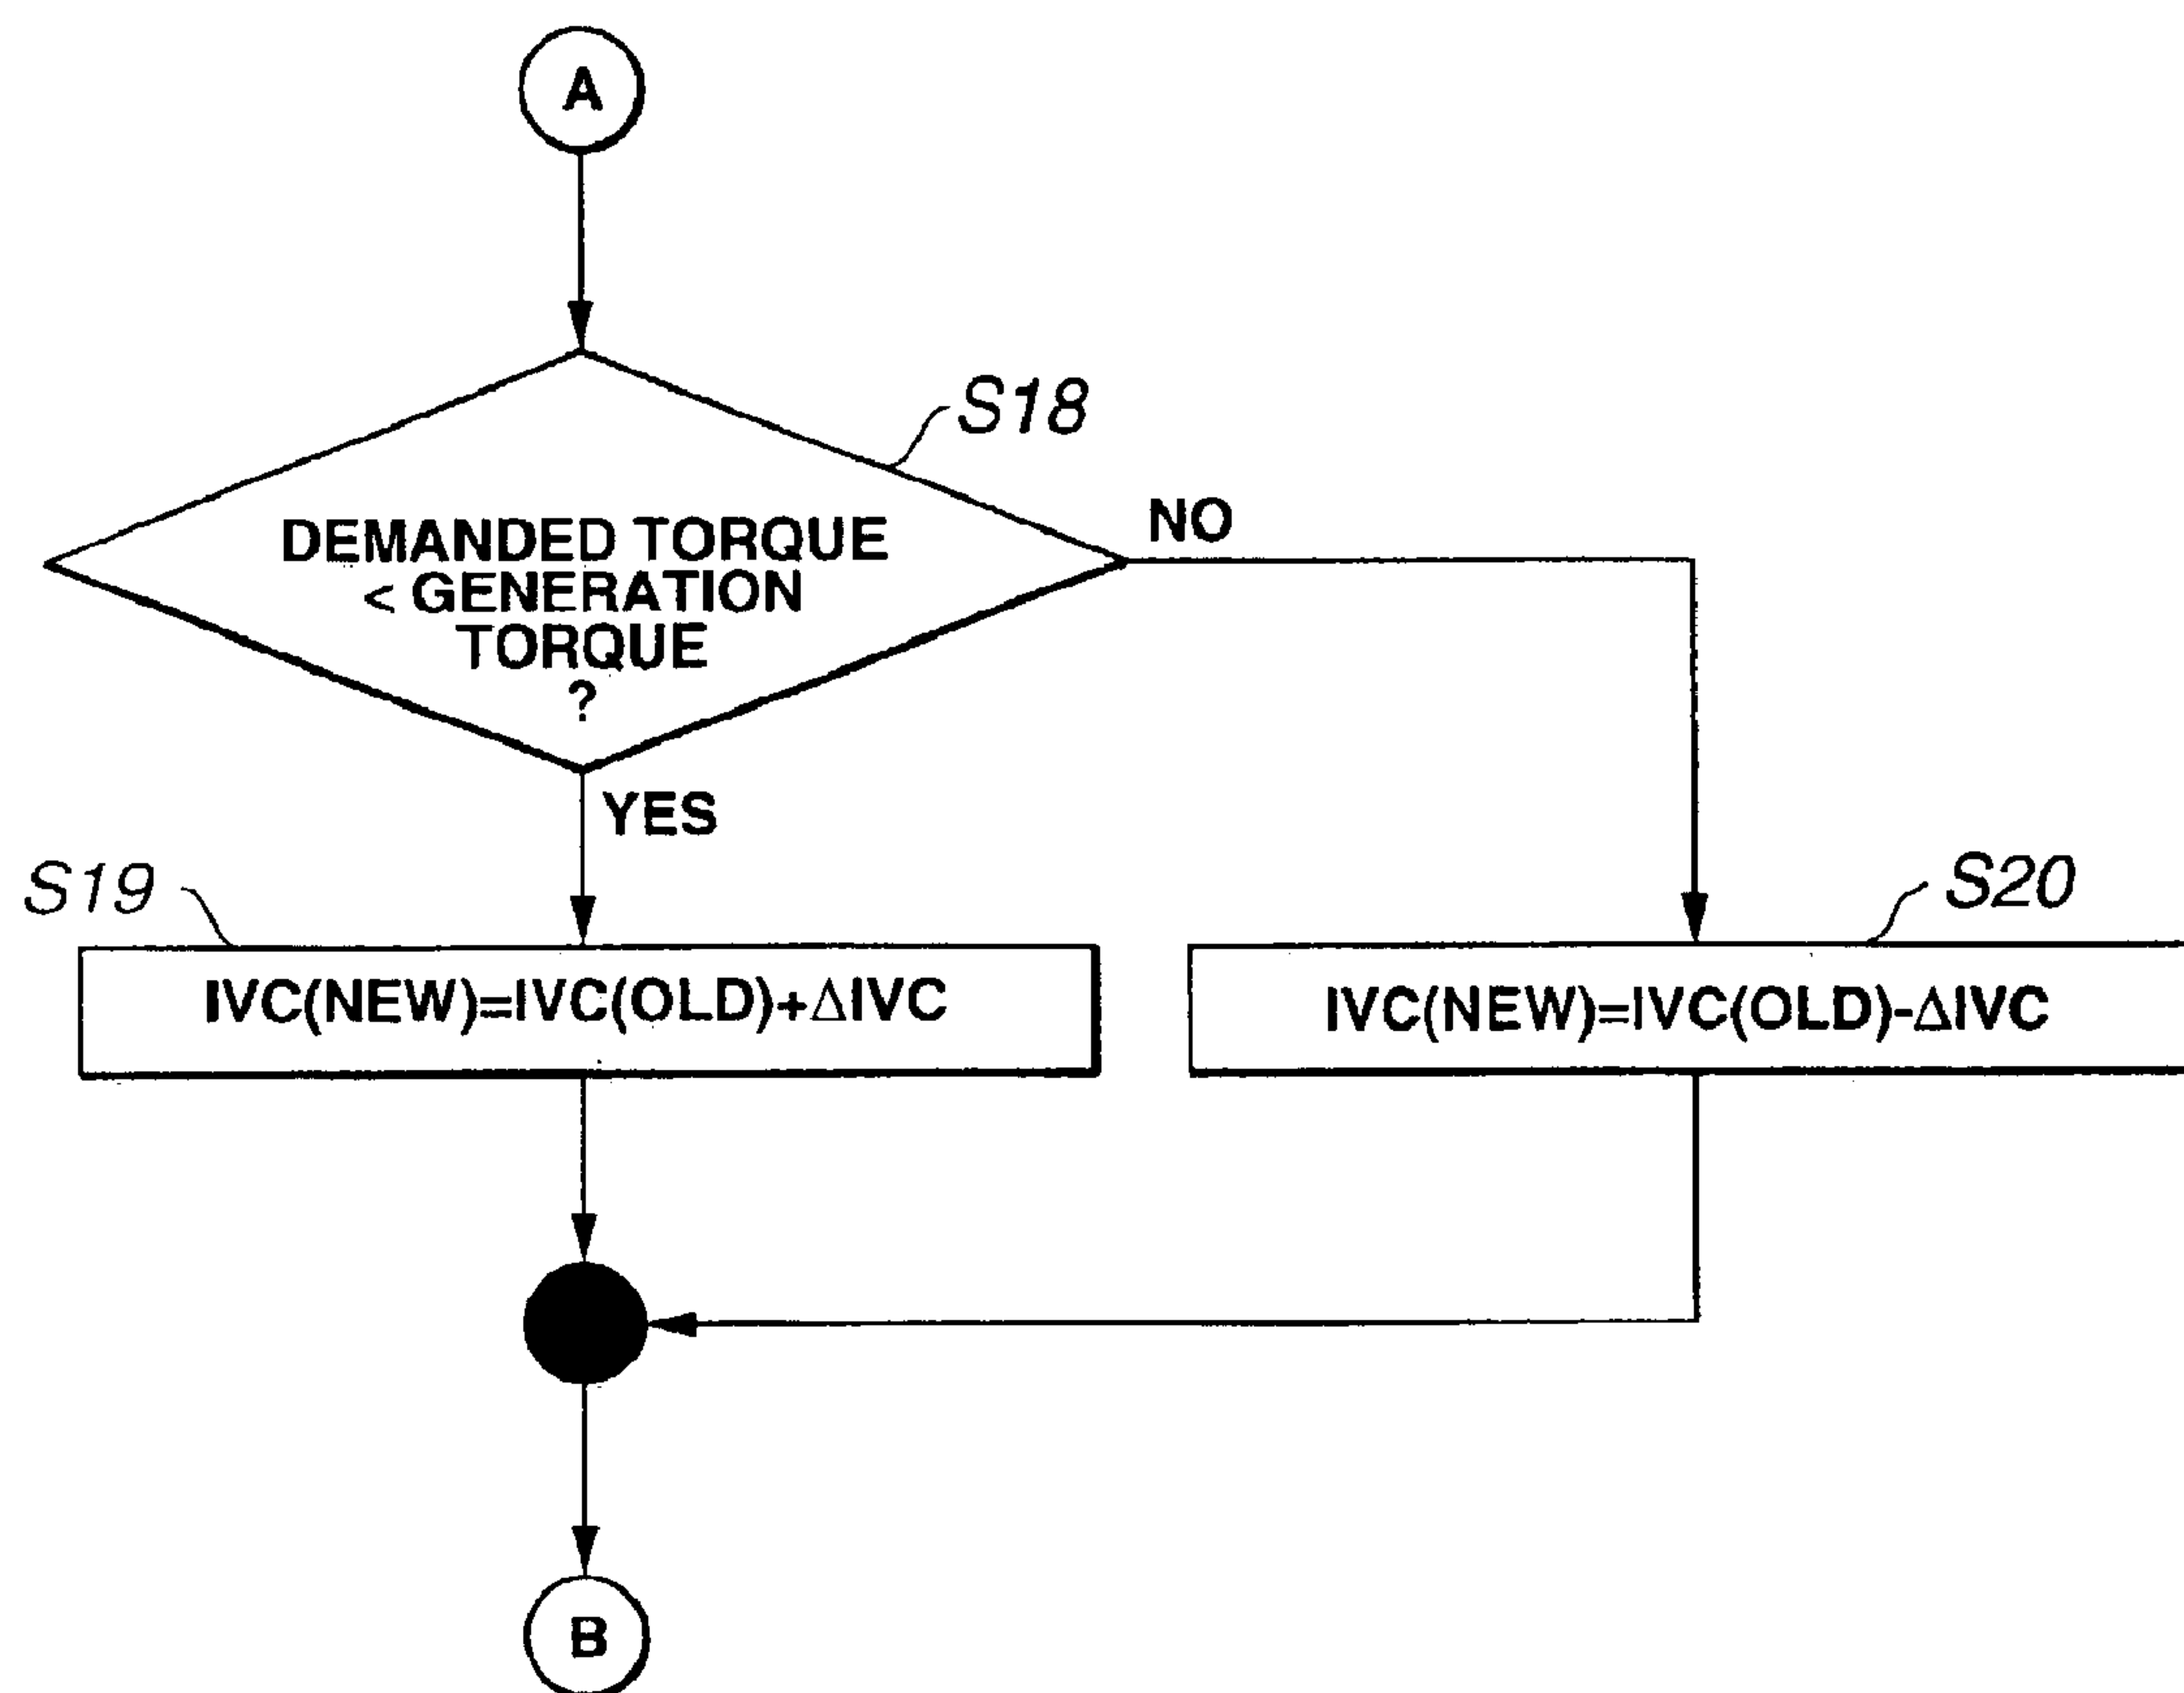 A
S18
DEMANDED TORQUE
< GENERATION
TORQUE
?
NO
YES
S19
IVC(NEW)=IVC(OLD)+ΔIVC
S20
IVC(NEW)=IVC(OLD)-ΔIVC
B